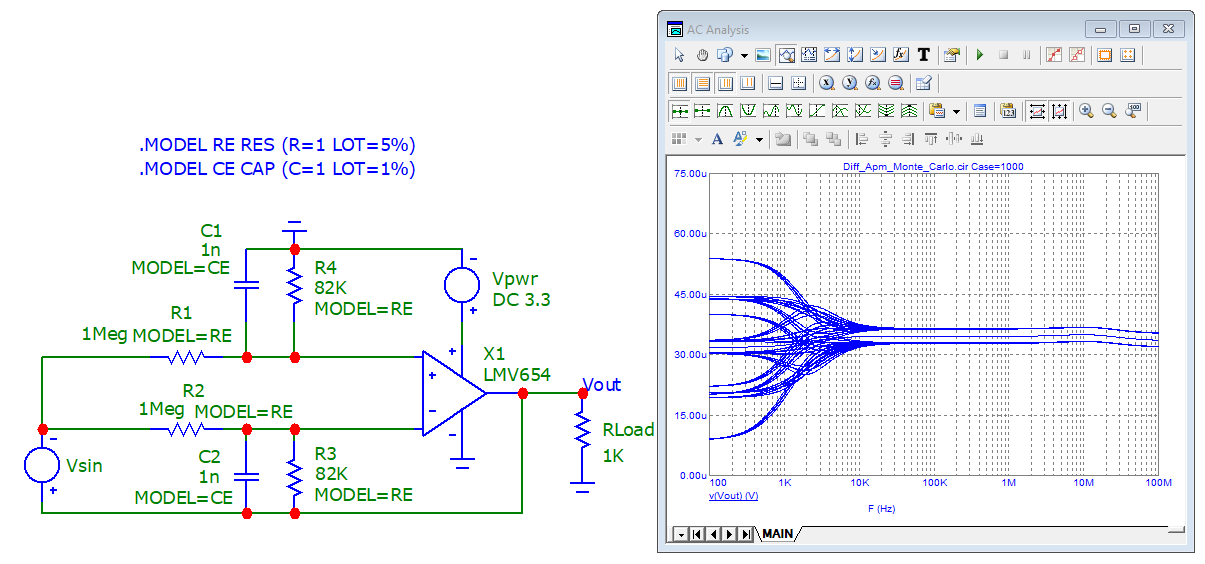 .MODEL RE RES (R=1 LOT=5%)
.MODEL CE CAP (C=1 LOT=1%)
C1
1n
MODEL=CE
R4
82K
MODEL=RE
Vpwr
DC 3.3
R1
1Meg MODEL=RE
X1
LMV654
R2
1Meg MODEL=RE
Vout
Vsin
C2
1n
MODEL=CE
R3
82K
MODEL=RE
RLoad
1K
AC Analysis
Diff_Apm_Monte_Carlo.cir Case=1000
75.00u
60.00u
45.00u
30.00u
15.00u
0.00u
100 1K 10K 100K 1M 10M 100M
v(Vout) (V)
F (Hz)
MAIN